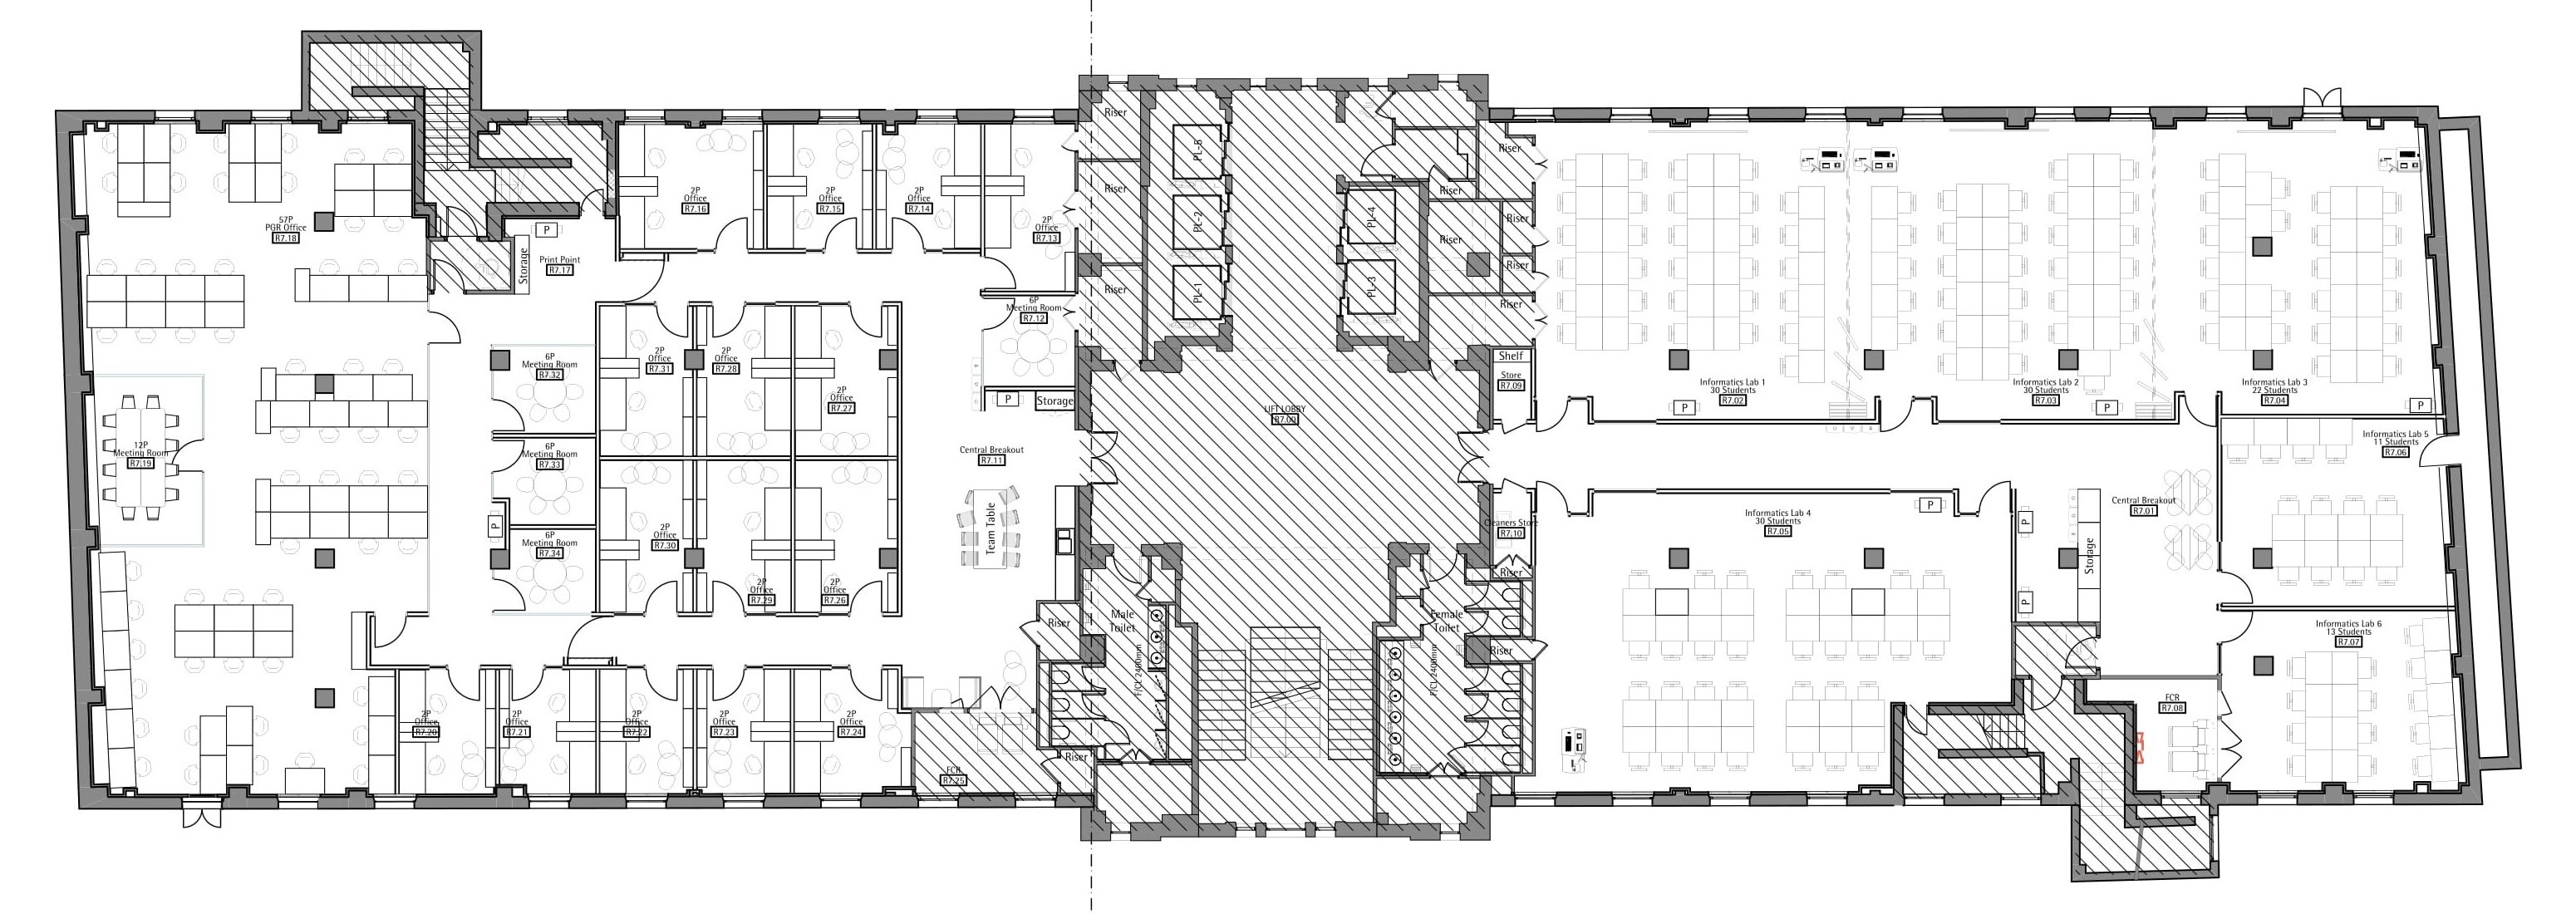 Riser
PL-5
Riser
2P
Office
R7.16
2P
Office
R7.15
2P
Office
R7.14
2P
Office
R7.13
57P
PGR Office
R7.18
P
Print Point
R7.17
Storage
Riser
PL-2
PL-4
Riser
Riser
Riser
Riser
Riser
Riser
PL-1
PL-3
Riser
6P
Meeting Room
R7.12
6P
Meeting Room
R7.32
2P
Office
R7.31
2P
Office
R7.28
2P
Office
R7.27
P
Storage
LIFT LOBBY
R7.00
Shelf
Store
R7.09
Informatics Lab 1
30 Students
R7.02
P
Informatics Lab 2
30 Students
R7.03
P
Informatics Lab 3
22 Students
R7.04
P
12P
Meeting Room
R7.19
6P
Meeting Room
R7.33
Central Breakout
R7.11
Informatics Lab 5
11 Students
R7.06
P
6P
Meeting Room
R7.34
2P
Office
R7.30
2P
Office
R7.29
2P
Office
R7.26
Team Table
Cleaners Store
R7.10
Riser
Informatics Lab 4
30 Students
R7.05
P
P
P
Storage
Central Breakout
R7.01
Riser
Male
Toilet
F/CL 2400mm
Female
Toilet
F/CL 2400mm
Riser
Informatics Lab 6
13 Students
R7.07
2P
Office
R7.20
2P
Office
R7.21
2P
Office
R7.22
2P
Office
R7.23
2P
Office
R7.24
FCR
R7.25
Riser
FCR
R7.08